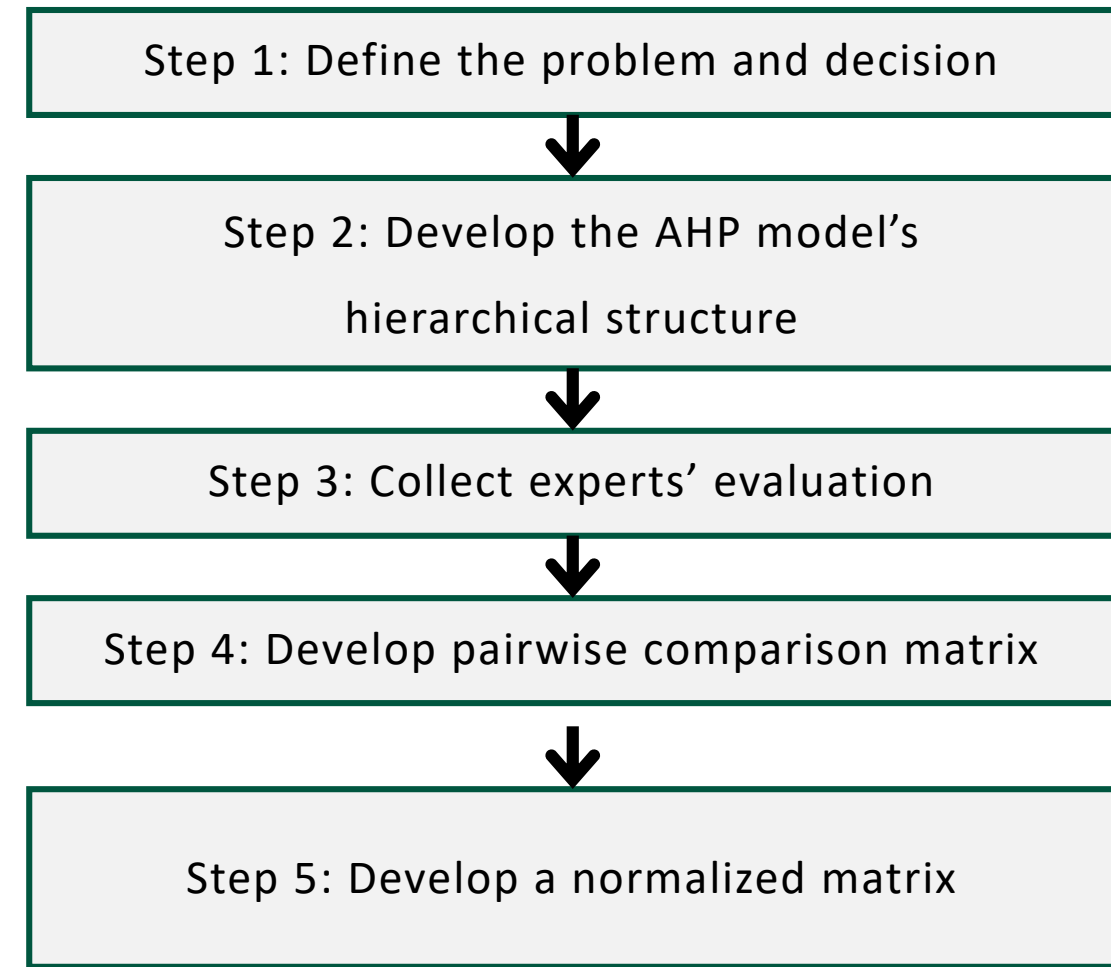 Step 1: Define the problem and decision
Step 2: Develop the AHP model’s
hierarchical structure
Step 3: Collect experts’ evaluation
Step 4: Develop pairwise comparison matrix
Step 5: Develop a normalized matrix